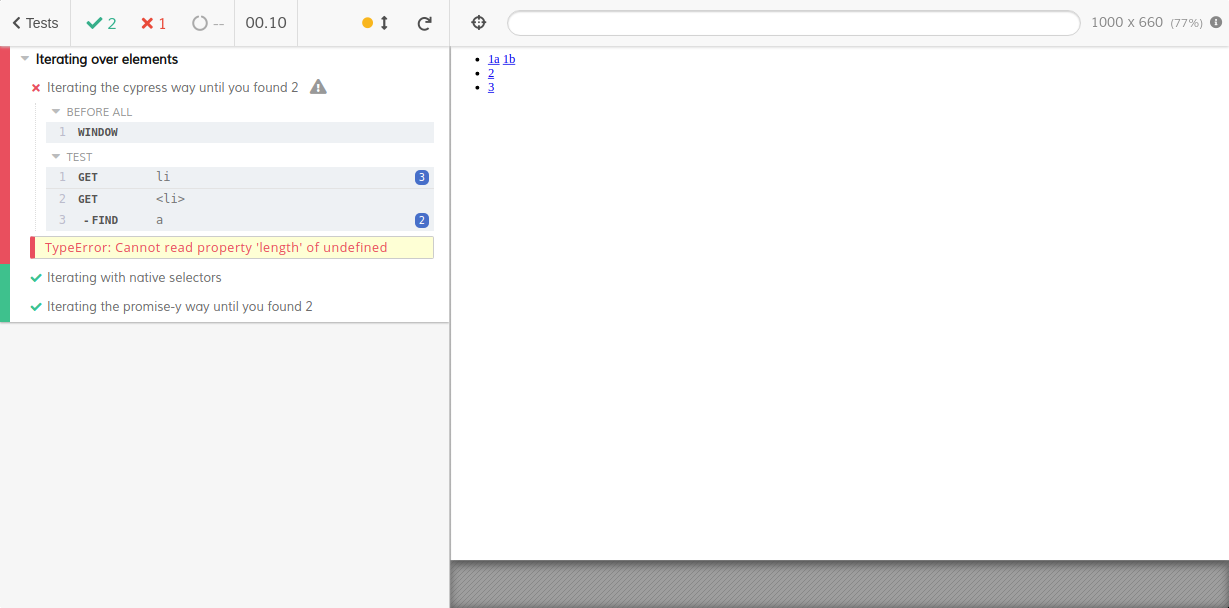 Tests 2 1 -- 00.10 1000 x 660 (77%)
Iterating over elements
Iterating the cypress way until you found 2
BEFORE ALL
1 WINDOW
TEST
1 GET li 3
2 GET <li>
3 - FIND a 2
TypeError: Cannot read property 'length' of undefined
Iterating with native selectors
Iterating the promise-y way until you found 2
1a 1b
2
3